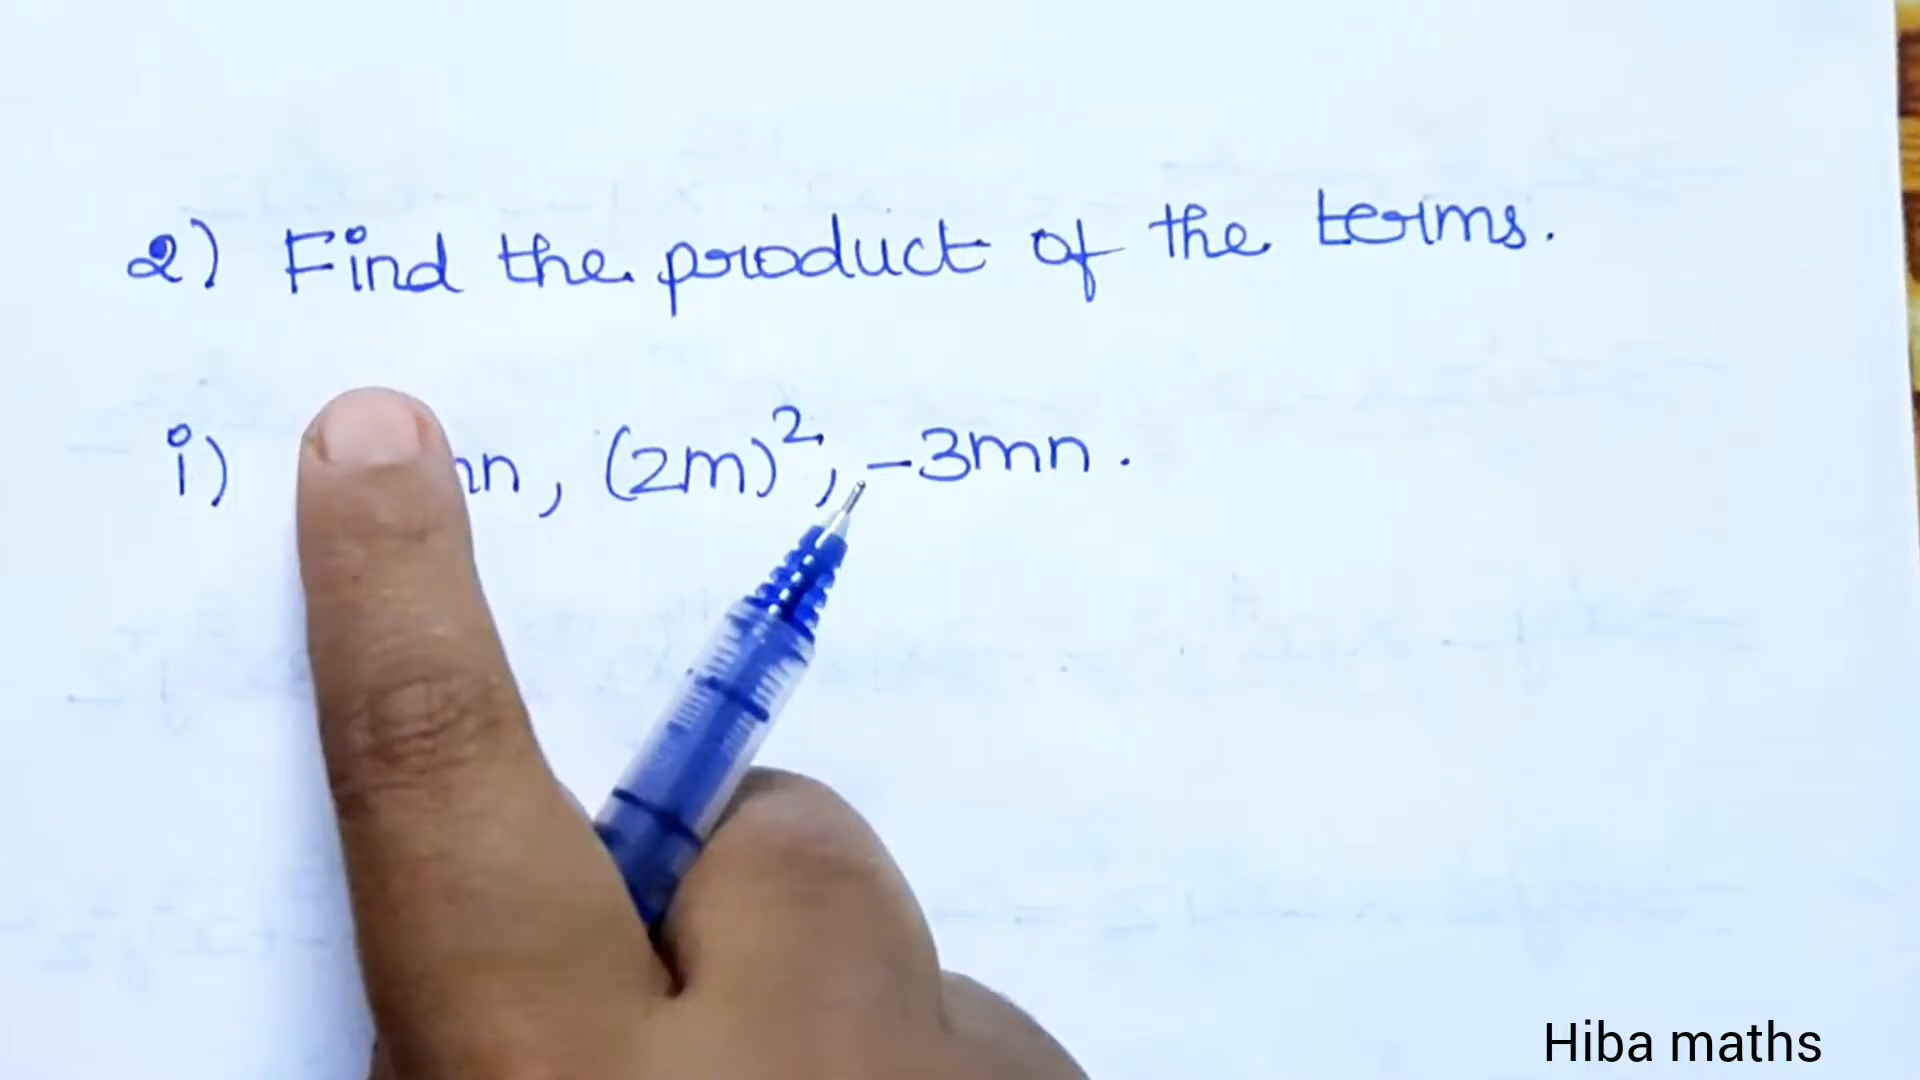 2) Find the product of the terms.
i) n, (2m)², -3mn.
Hiba maths